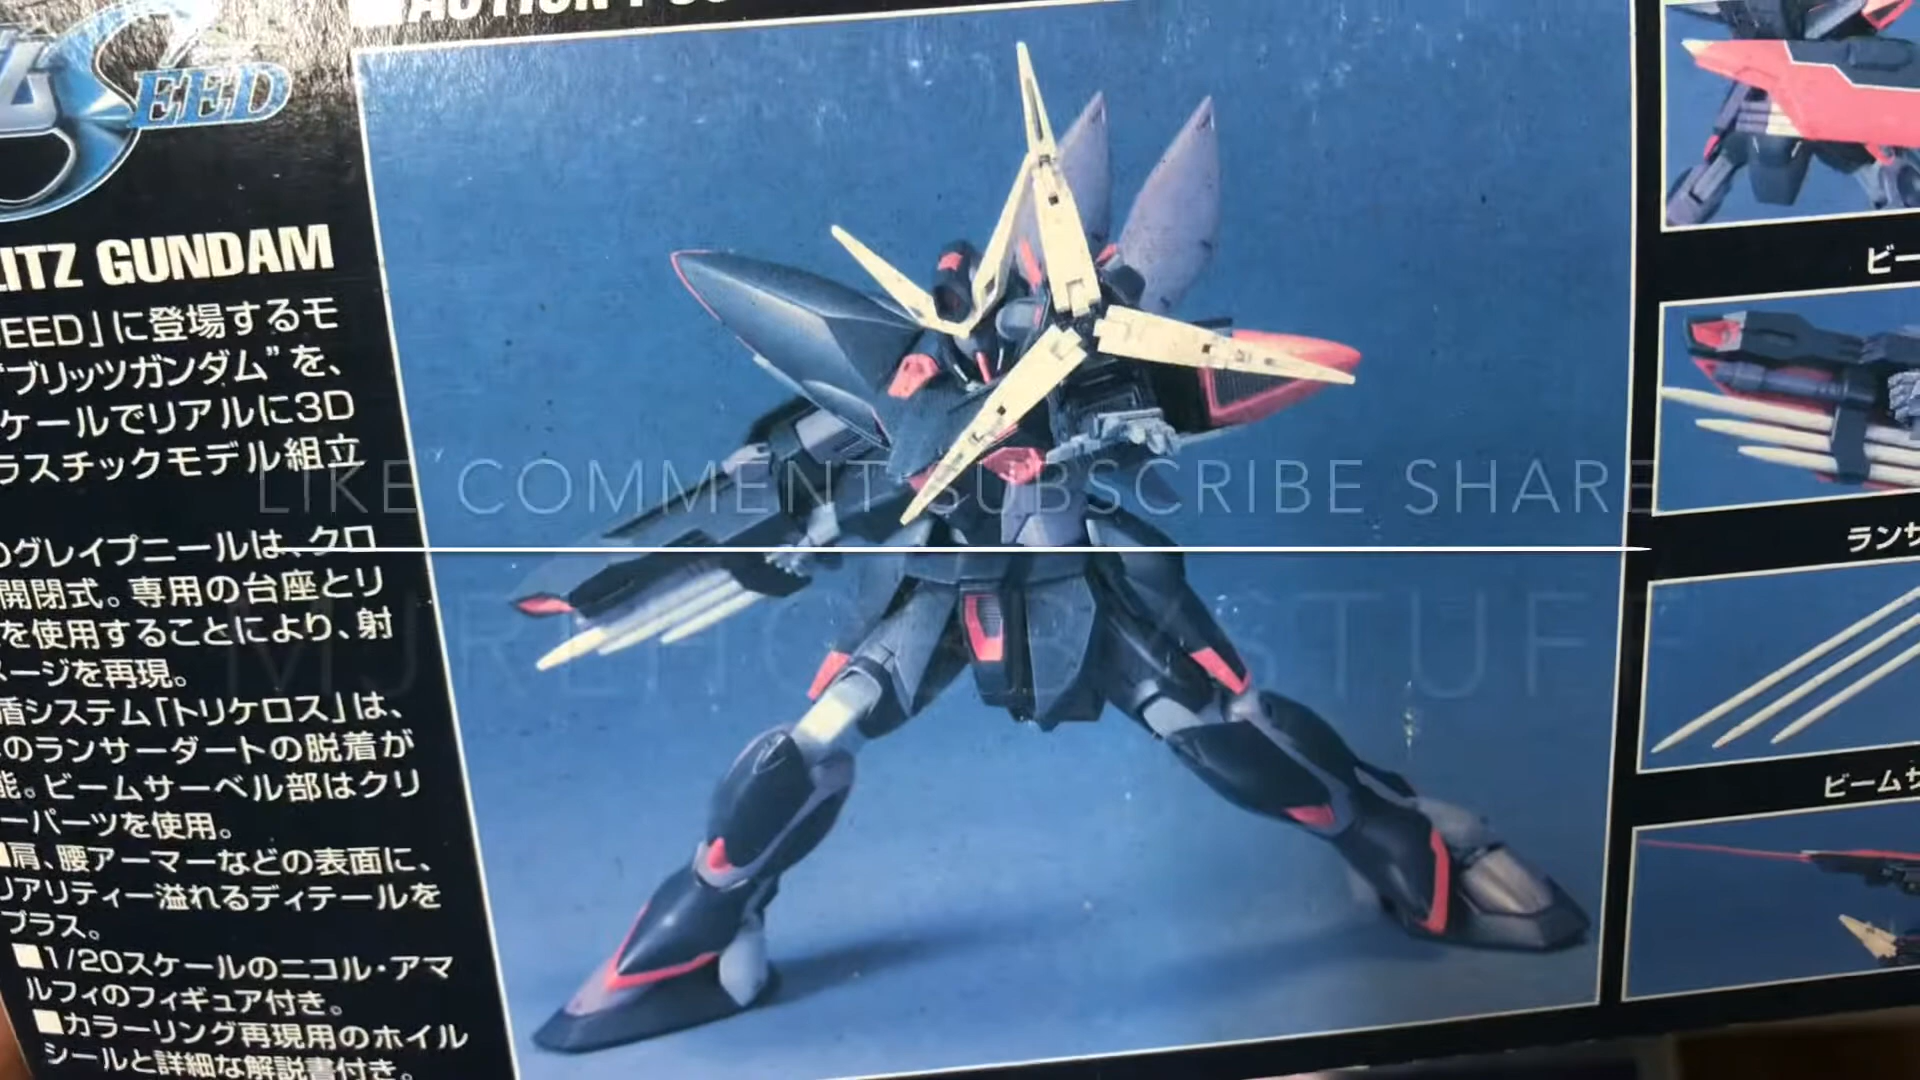 ム SEED
LITZ GUNDAM
SEED」に登場するモ
"ブリッツガンダム"を、
ケールでリアルに3D
ラスチックモデル組立
のグレイプニールは、クロ
開閉式。専用の台座とリ
を使用することにより、射
メージを再現。
盾システム「トリケロス」は、
のランサーダートの脱着が
能。ビームサーベル部はクリ
ーパーツを使用。
■肩、腰アーマーなどの表面に、
リアリティー溢れるディテールを
プラス。
■1/20スケールのニコル・アマ
ルフィのフィギュア付き。
■カラーリング再現用のホイル
シールと詳細な解説書付き。
LIKE COMMENT SUBSCRIBE SHARE
ビー
ランサ
ビームサ